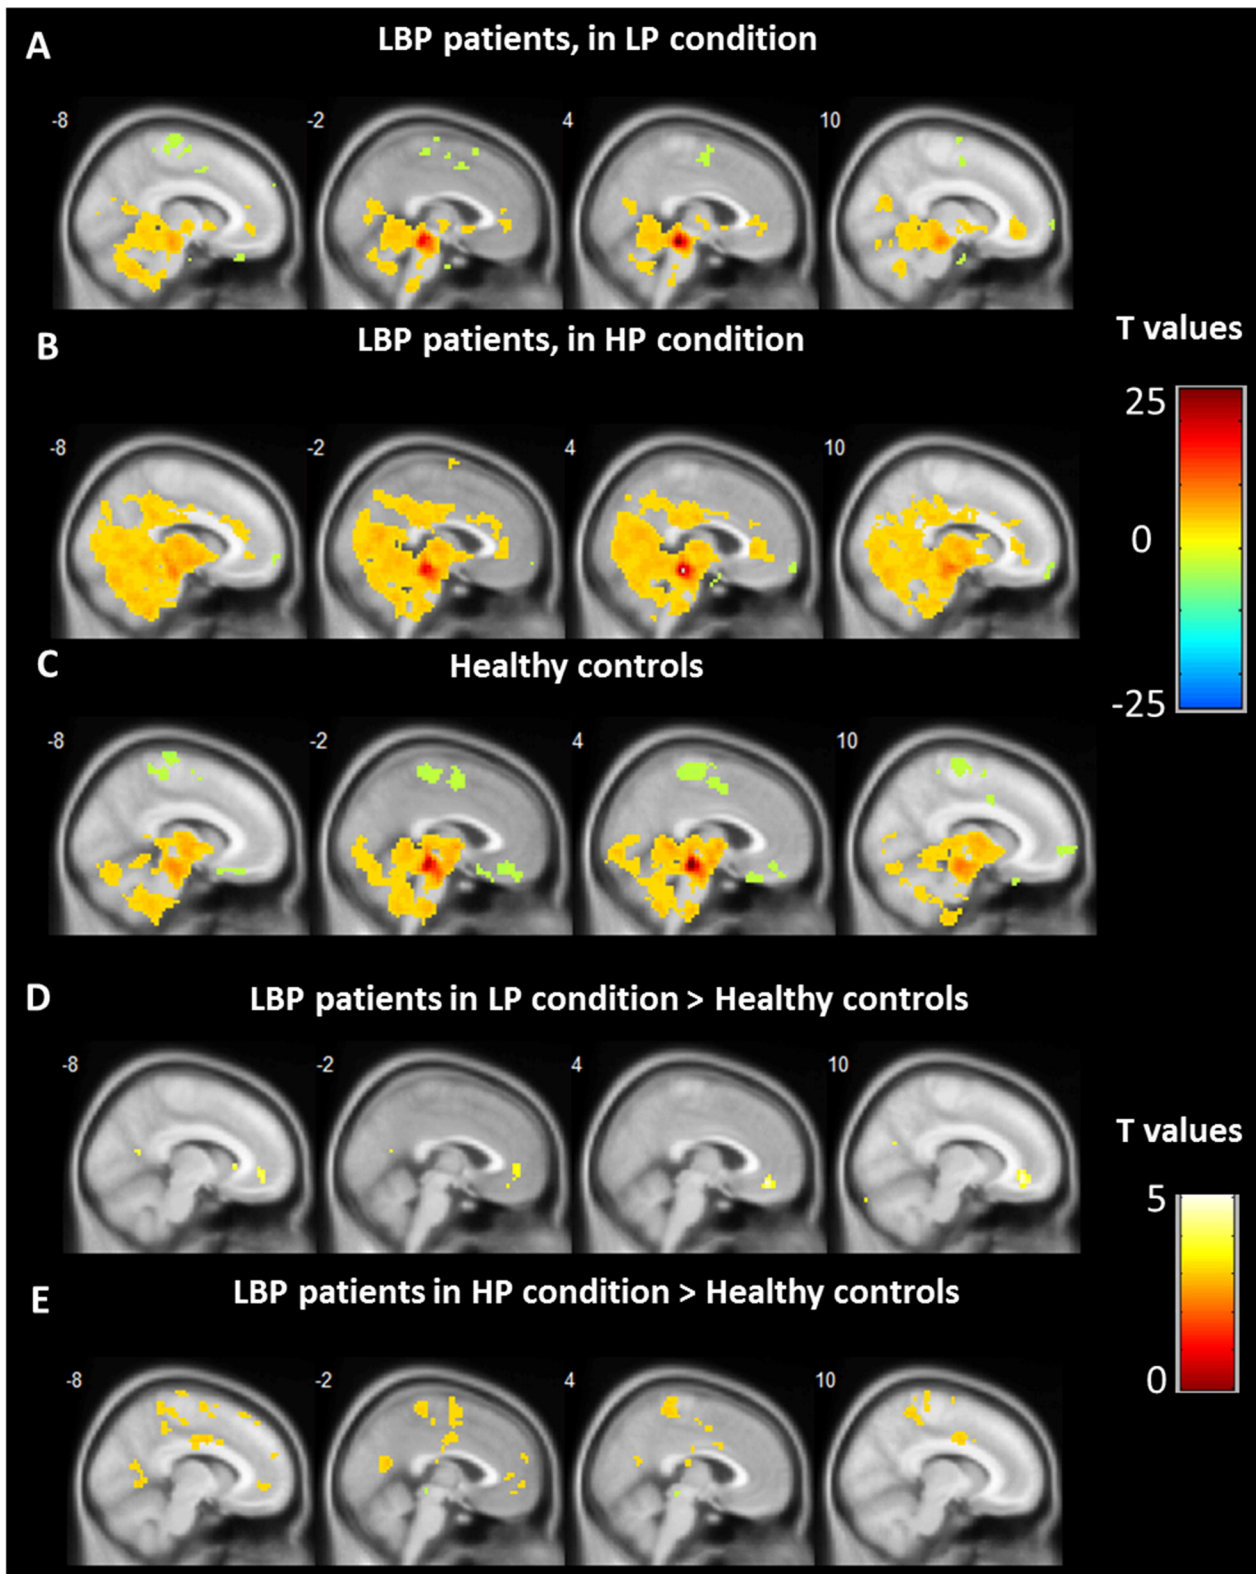 A
LBP patients, in LP condition
-8
-2
4
10
B
LBP patients, in HP condition
-8
-2
4
10
T values
25
0
-25
C
Healthy controls
-8
-2
4
10
D
LBP patients in LP condition > Healthy controls
-8
-2
4
10
T values
5
0
E
LBP patients in HP condition > Healthy controls
-8
-2
4
10